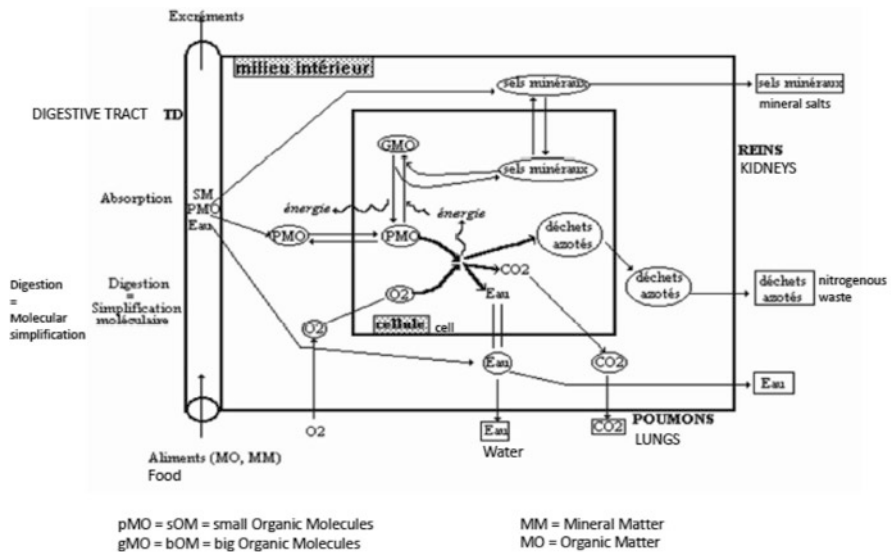 Excréments
milieu intérieur
sels minéraux
sels minéraux
mineral salts
DIGESTIVE TRACT TD
GMO
sels minéraux
REINS
KIDNEYS
Absorption
SM
PMO
Eau
énergie
énergie
PMO
PMO
déchets
azotés
CO2
Eau
O2
déchets
azotés
déchets
azotés
nitrogenous
waste
Digestion
=
Molecular
simplification
Digestion
=
Simplification
moléculaire
O2
cellule
cell
Eau
CO2
Eau
O2
Eau
Water
CO2
POUMONS
LUNGS
Aliments (MO, MM)
Food
pMO = sOM = small Organic Molecules
gMO = bOM = big Organic Molecules
MM = Mineral Matter
MO = Organic Matter